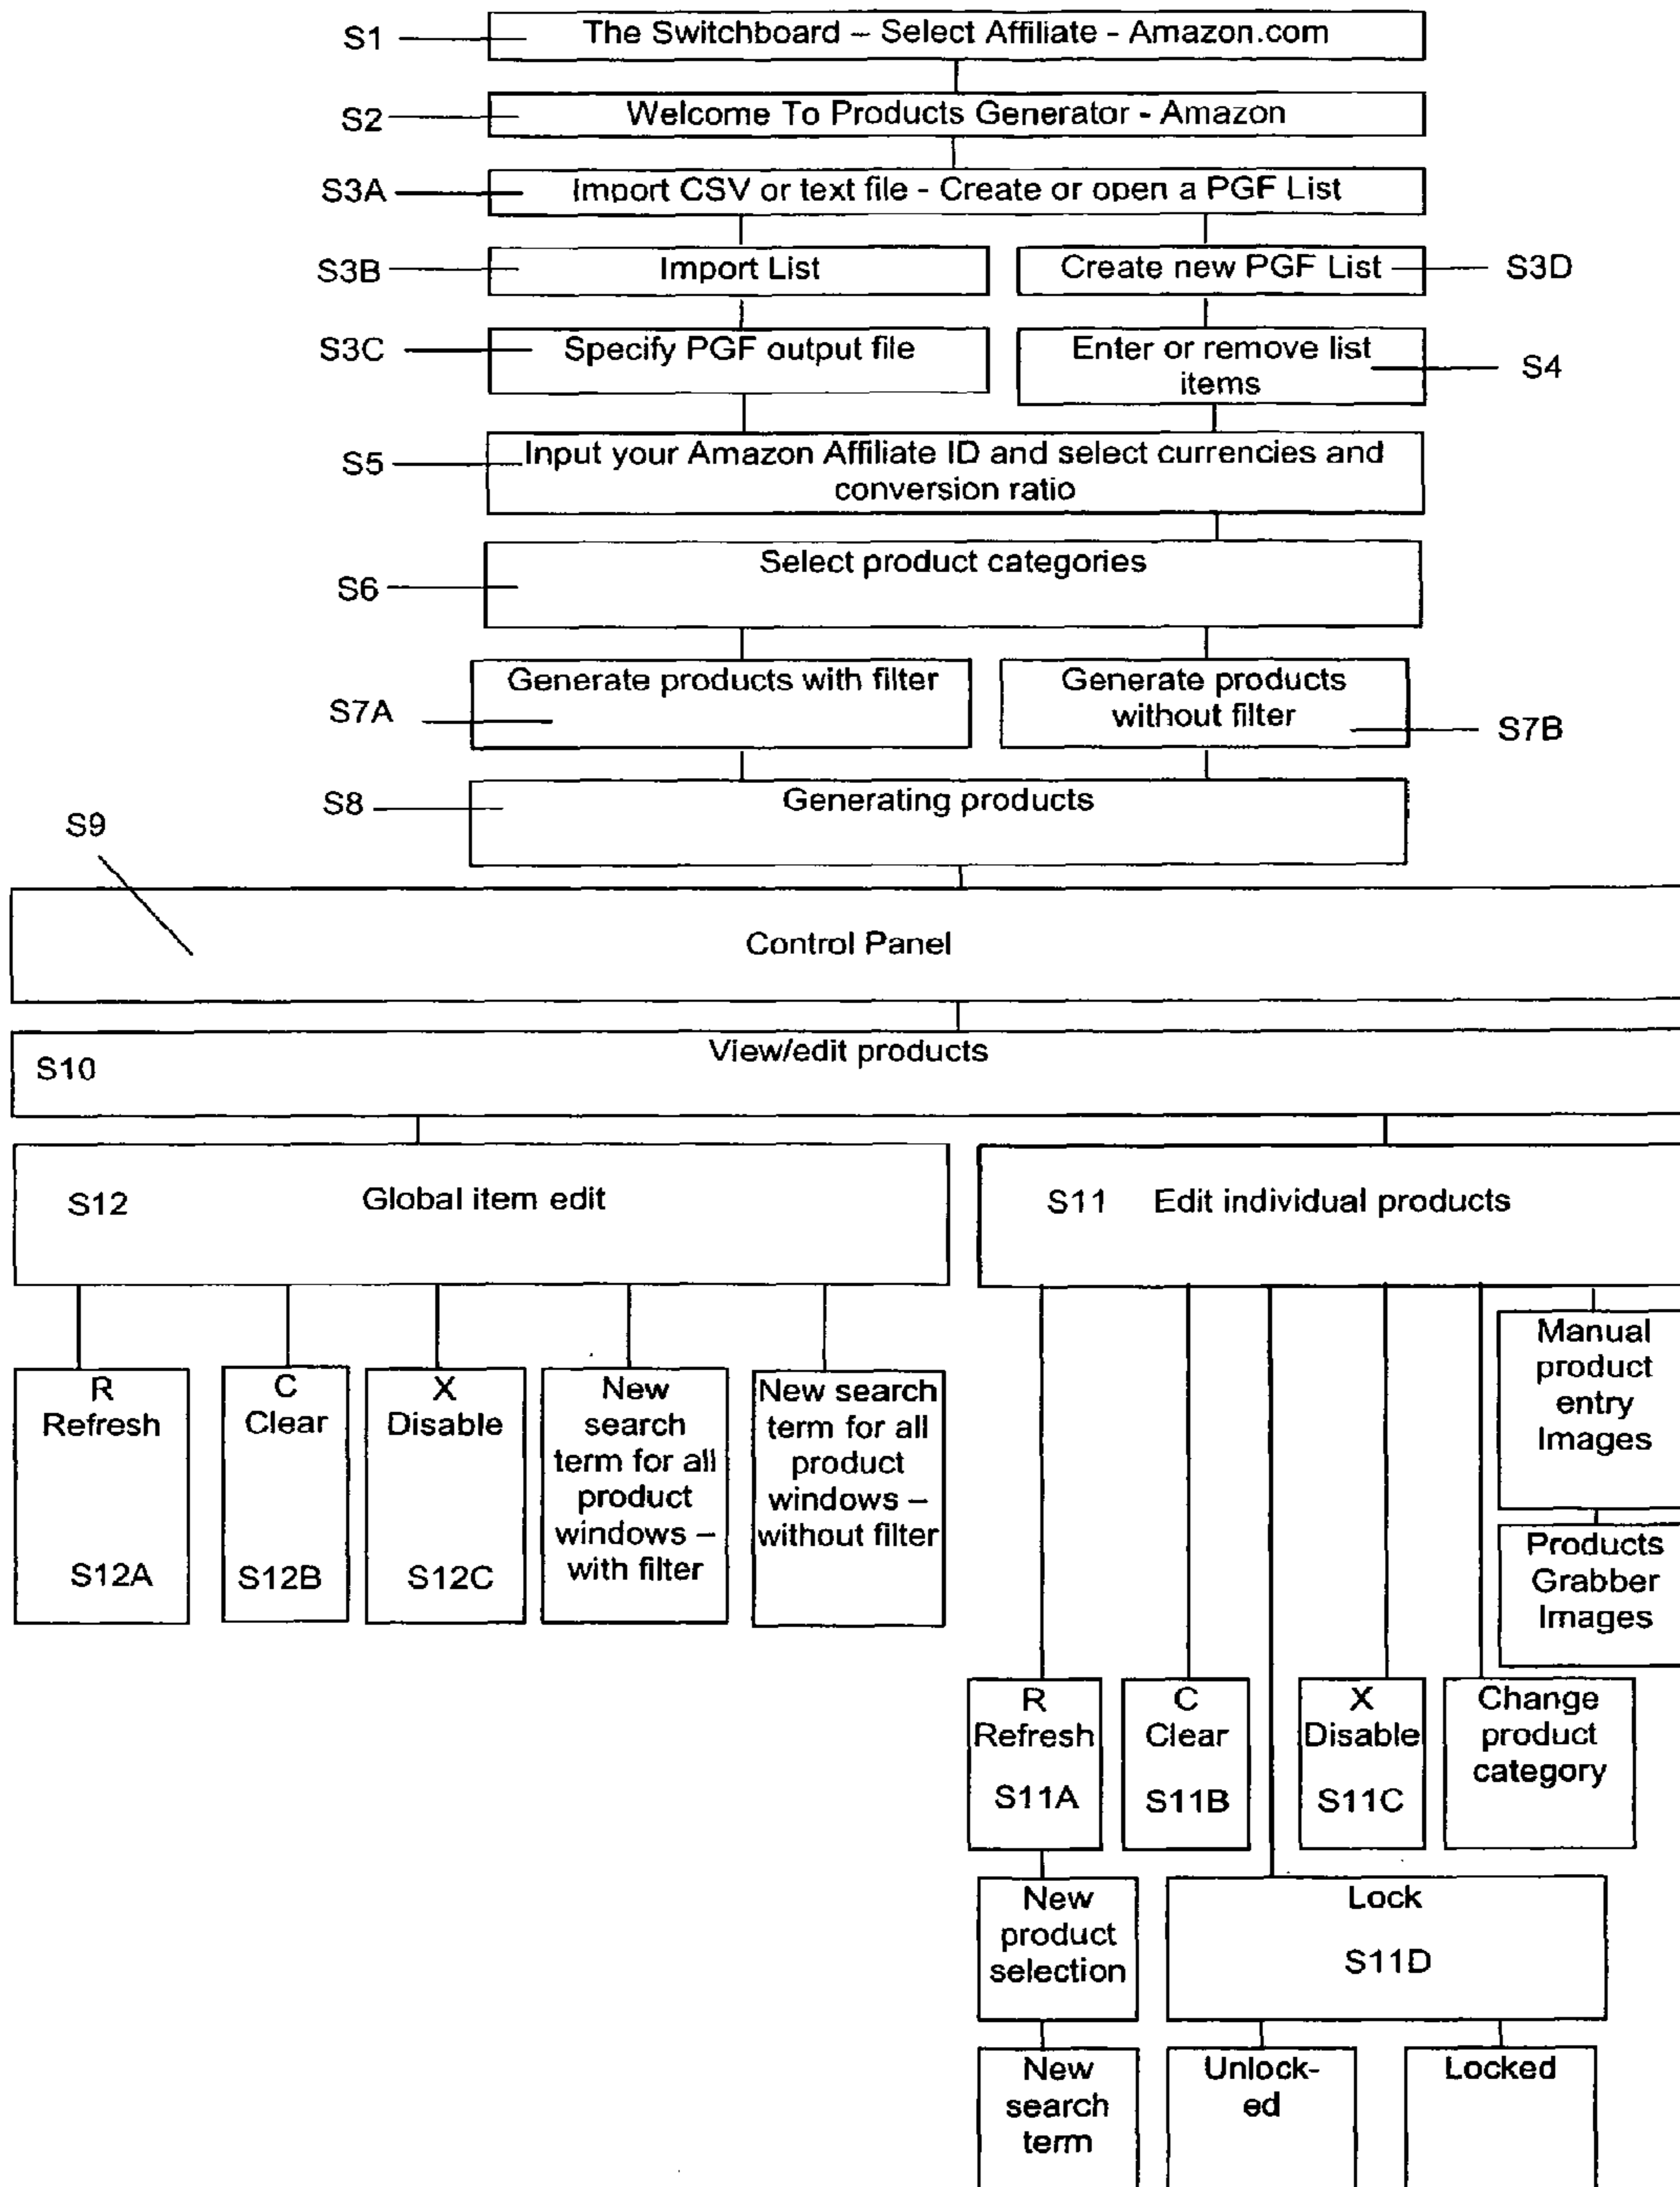 S1
The Switchboard – Select Affiliate - Amazon.com
S2
Welcome To Products Generator - Amazon
S3A
Import CSV or text file - Create or open a PGF List
S3B
Import List
Create new PGF List
S3D
S3C
Specify PGF output file
Enter or remove list
items
S4
S5
Input your Amazon Affiliate ID and select currencies and
conversion ratio
S6
Select product categories
S7A
Generate products with filter
Generate products
without filter
S7B
S8
Generating products
S9
Control Panel
S10
View/edit products
S12
Global item edit
S11
Edit individual products
R
Refresh
S12A
C
Clear
S12B
X
Disable
S12C
New
search
term for all
product
windows –
with filter
New search
term for all
product
windows –
without filter
Manual
product
entry
Images
Products
Grabber
Images
R
Refresh
S11A
C
Clear
S11B
X
Disable
S11C
Change
product
category
New
product
selection
Lock
S11D
New
search
term
Unlock-
ed
Locked